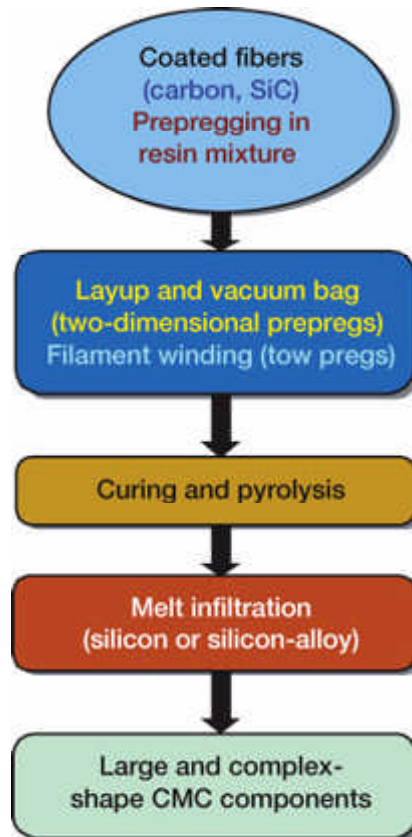 Coated fibers
(carbon, SiC)
Prepregging in
resin mixture
Layup and vacuum bag
(two-dimensional prepregs)
Filament winding (tow pregs)
Curing and pyrolysis
Melt infiltration
(silicon or silicon-alloy)
Large and complex-
shape CMC components